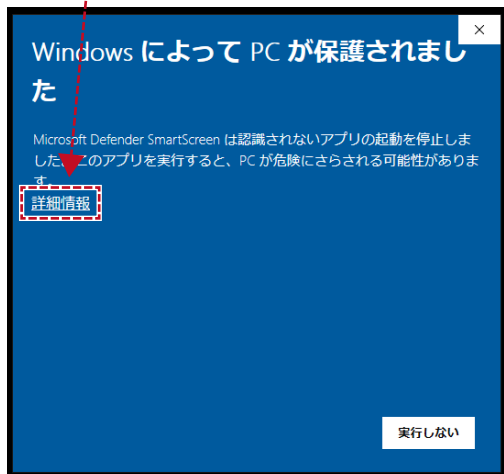 Windows によって PC が保護されまし
た
Microsoft Defender SmartScreen は認識されないアプリの起動を停止しま
した。このアプリを実行すると、PC が危険にさらされる可能性がありま
す。
詳細情報
実行しない